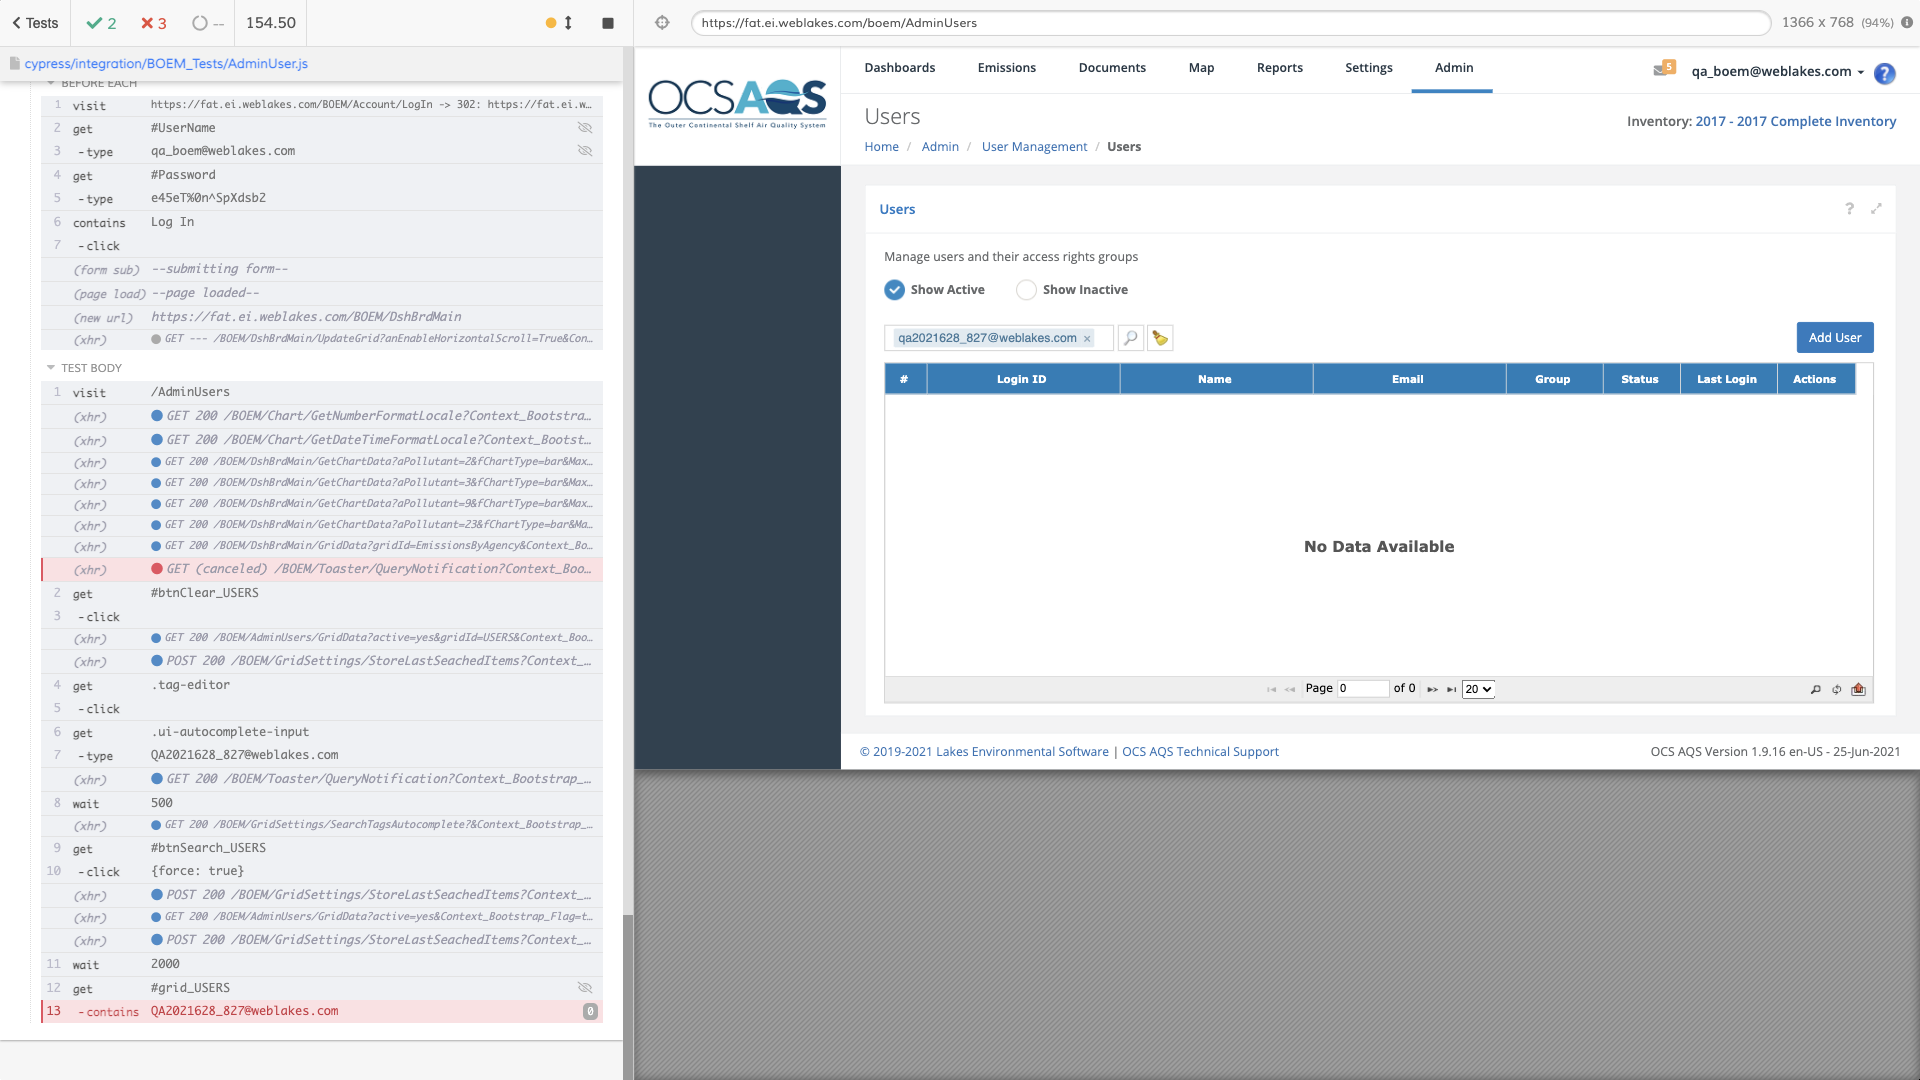 Tests
2
3
--
154.50
cypress/integration/BOEM_Tests/AdminUser.js
BEFORE EACH
1 visit https://fat.ei.weblakes.com/BOEM/Account/LogIn -> 302: https://fat.ei.w…
2 get #UserName
3 -type qa_boem@weblakes.com
4 get #Password
5 -type e45eT%0n^SpXdsb2
6 contains Log In
7 -click
(form sub) --submitting form--
(page load) --page loaded--
(new url) https://fat.ei.weblakes.com/BOEM/DshBrdMain
(xhr) GET --- /BOEM/DshBrdMain/UpdateGrid?anEnableHorizontalScroll=True&Con…
TEST BODY
1 visit /AdminUsers
(xhr) GET 200 /BOEM/Chart/GetNumberFormatLocale?Context_Bootstra…
(xhr) GET 200 /BOEM/Chart/GetDateTimeFormatLocale?Context_Bootst…
(xhr) GET 200 /BOEM/DshBrdMain/GetChartData?aPollutant=2&fChartType=bar&Max…
(xhr) GET 200 /BOEM/DshBrdMain/GetChartData?aPollutant=3&fChartType=bar&Max…
(xhr) GET 200 /BOEM/DshBrdMain/GetChartData?aPollutant=9&fChartType=bar&Max…
(xhr) GET 200 /BOEM/DshBrdMain/GetChartData?aPollutant=23&fChartType=bar&Ma…
(xhr) GET 200 /BOEM/DshBrdMain/GridData?gridId=EmissionsByAgency&Context_Bo…
(xhr) GET (canceled) /BOEM/Toaster/QueryNotification?Context_Boo…
2 get #btnClear_USERS
3 -click
(xhr) GET 200 /BOEM/AdminUsers/GridData?active=yes&gridId=USERS&Context_Boo…
(xhr) POST 200 /BOEM/GridSettings/StoreLastSeachedItems?Context_…
4 get .tag-editor
5 -click
6 get .ui-autocomplete-input
7 -type QA2021628_827@weblakes.com
(xhr) GET 200 /BOEM/Toaster/QueryNotification?Context_Bootstrap_…
8 wait 500
(xhr) GET 200 /BOEM/GridSettings/SearchTagsAutocomplete?&Context_Bootstrap_…
9 get #btnSearch_USERS
10 -click {force: true}
(xhr) POST 200 /BOEM/GridSettings/StoreLastSeachedItems?Context_…
(xhr) GET 200 /BOEM/AdminUsers/GridData?active=yes&Context_Bootstrap_Flag=t…
(xhr) POST 200 /BOEM/GridSettings/StoreLastSeachedItems?Context_…
11 wait 2000
12 get #grid_USERS
13 -contains QA2021628_827@weblakes.com 0
https://fat.ei.weblakes.com/boem/AdminUsers
1366 x 768 (94%)
OCSAQS
The Outer Continental Shelf Air Quality System
Dashboards Emissions Documents Map Reports Settings Admin
5 qa_boem@weblakes.com ?
Users
Inventory: 2017 - 2017 Complete Inventory
Home / Admin / User Management / Users
Users ?
Manage users and their access rights groups
Show Active Show Inactive
qa2021628_827@weblakes.com ×
Add User
# Login ID Name Email Group Status Last Login Actions
No Data Available
Page 0 of 0 20
© 2019-2021 Lakes Environmental Software | OCS AQS Technical Support
OCS AQS Version 1.9.16 en-US - 25-Jun-2021